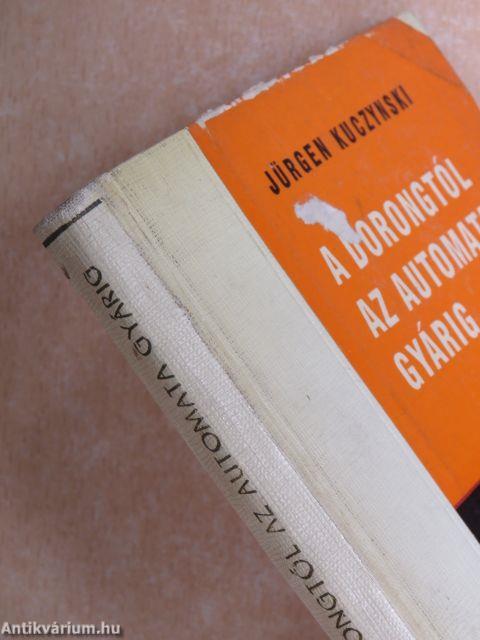 JÜRGEN KUCZYNSKI
A DORONGTÓL
AZ AUTOMATA
GYÁRIG
ONGTÓL AZ AUTOMATA GYÁRIG
Antikvárium.hu